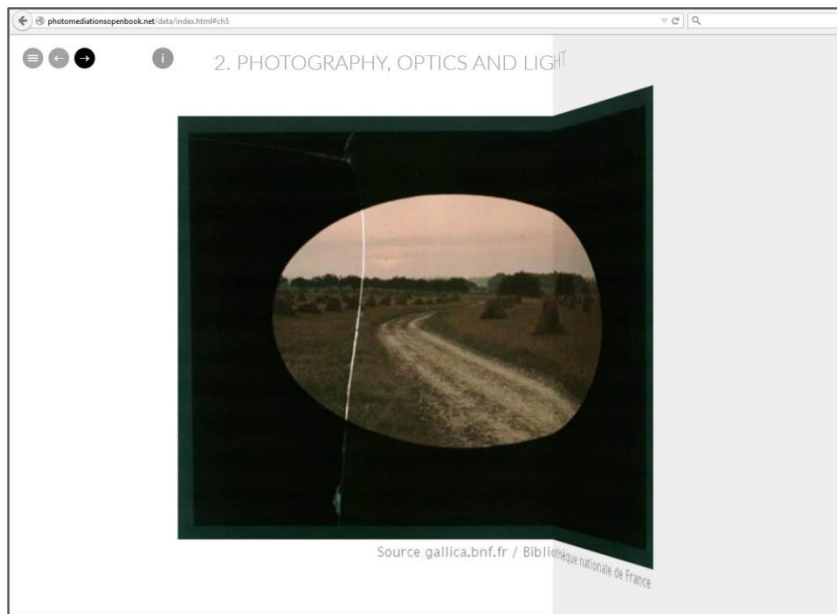 photomediationsopenbook.net/data/index.html#ch5
i
2. PHOTOGRAPHY, OPTICS AND LIGHT
Source gallica.bnf.fr / Bibliothèque nationale de France